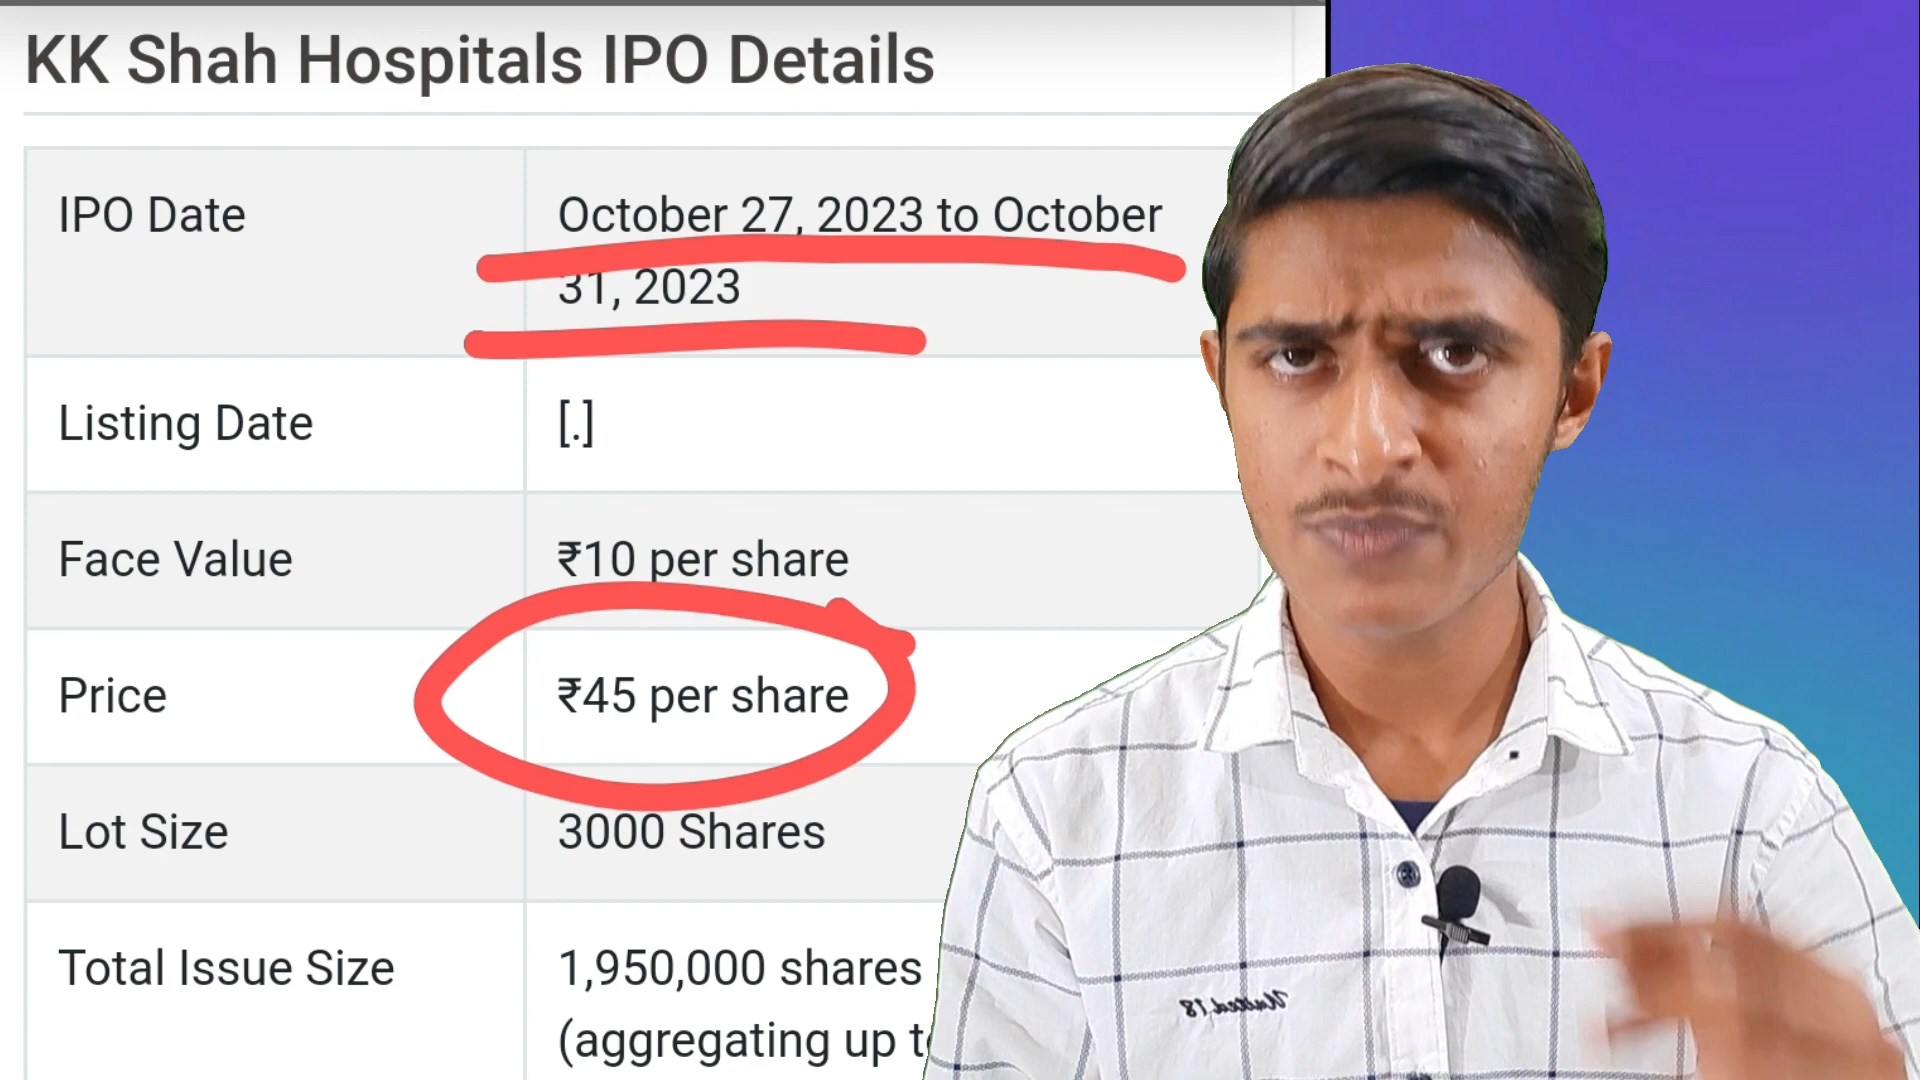 KK Shah Hospitals IPO Details
IPO Date
October 27, 2023 to October
31, 2023
Listing Date
[.]
Face Value
₹10 per share
Price
₹45 per share
Lot Size
3000 Shares
Total Issue Size
1,950,000 shares
(aggregating up
United 18